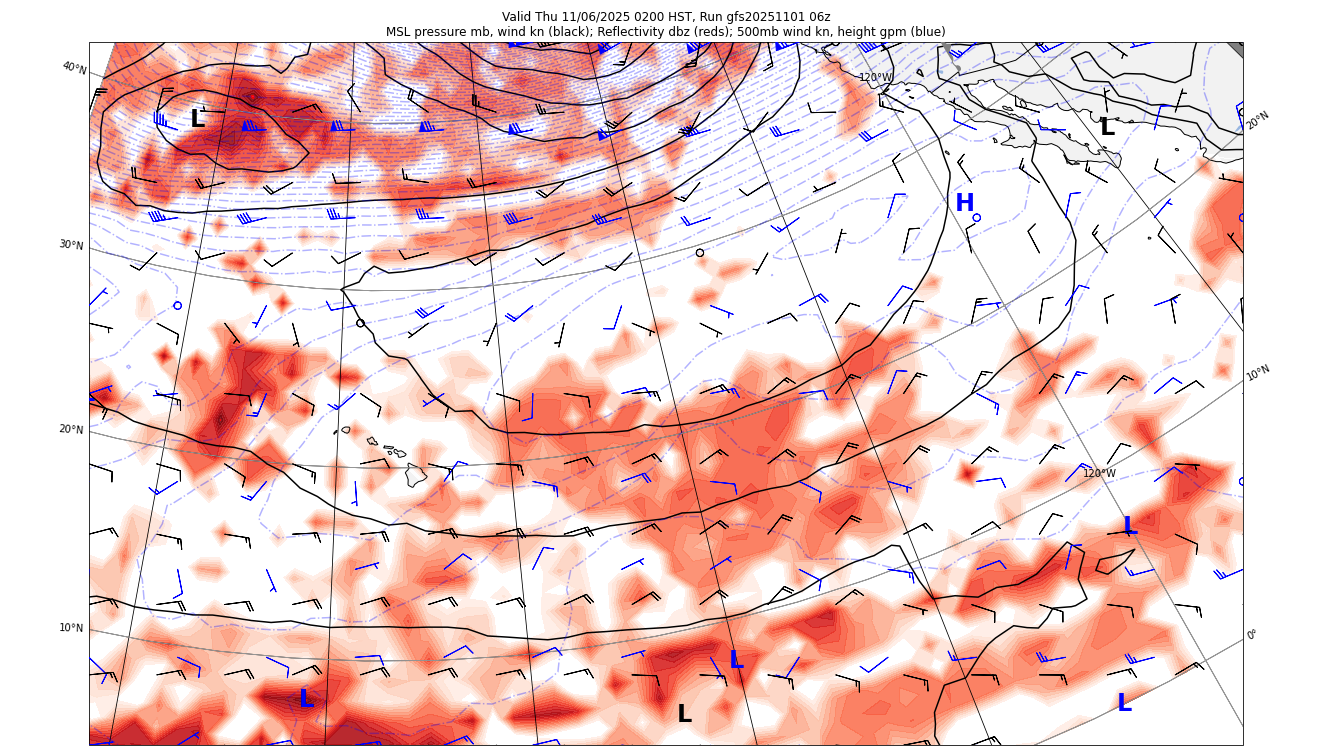 Valid Thu 11/06/2025 0200 HST, Run gfs20251101 06z
MSL pressure mb, wind kn (black); Reflectivity dbz (reds); 500mb wind kn, height gpm (blue)
40°N
120°W
20°N
L
L
H
30°N
10°N
20°N
120°W
L
10°N
0°
L
L
L
L